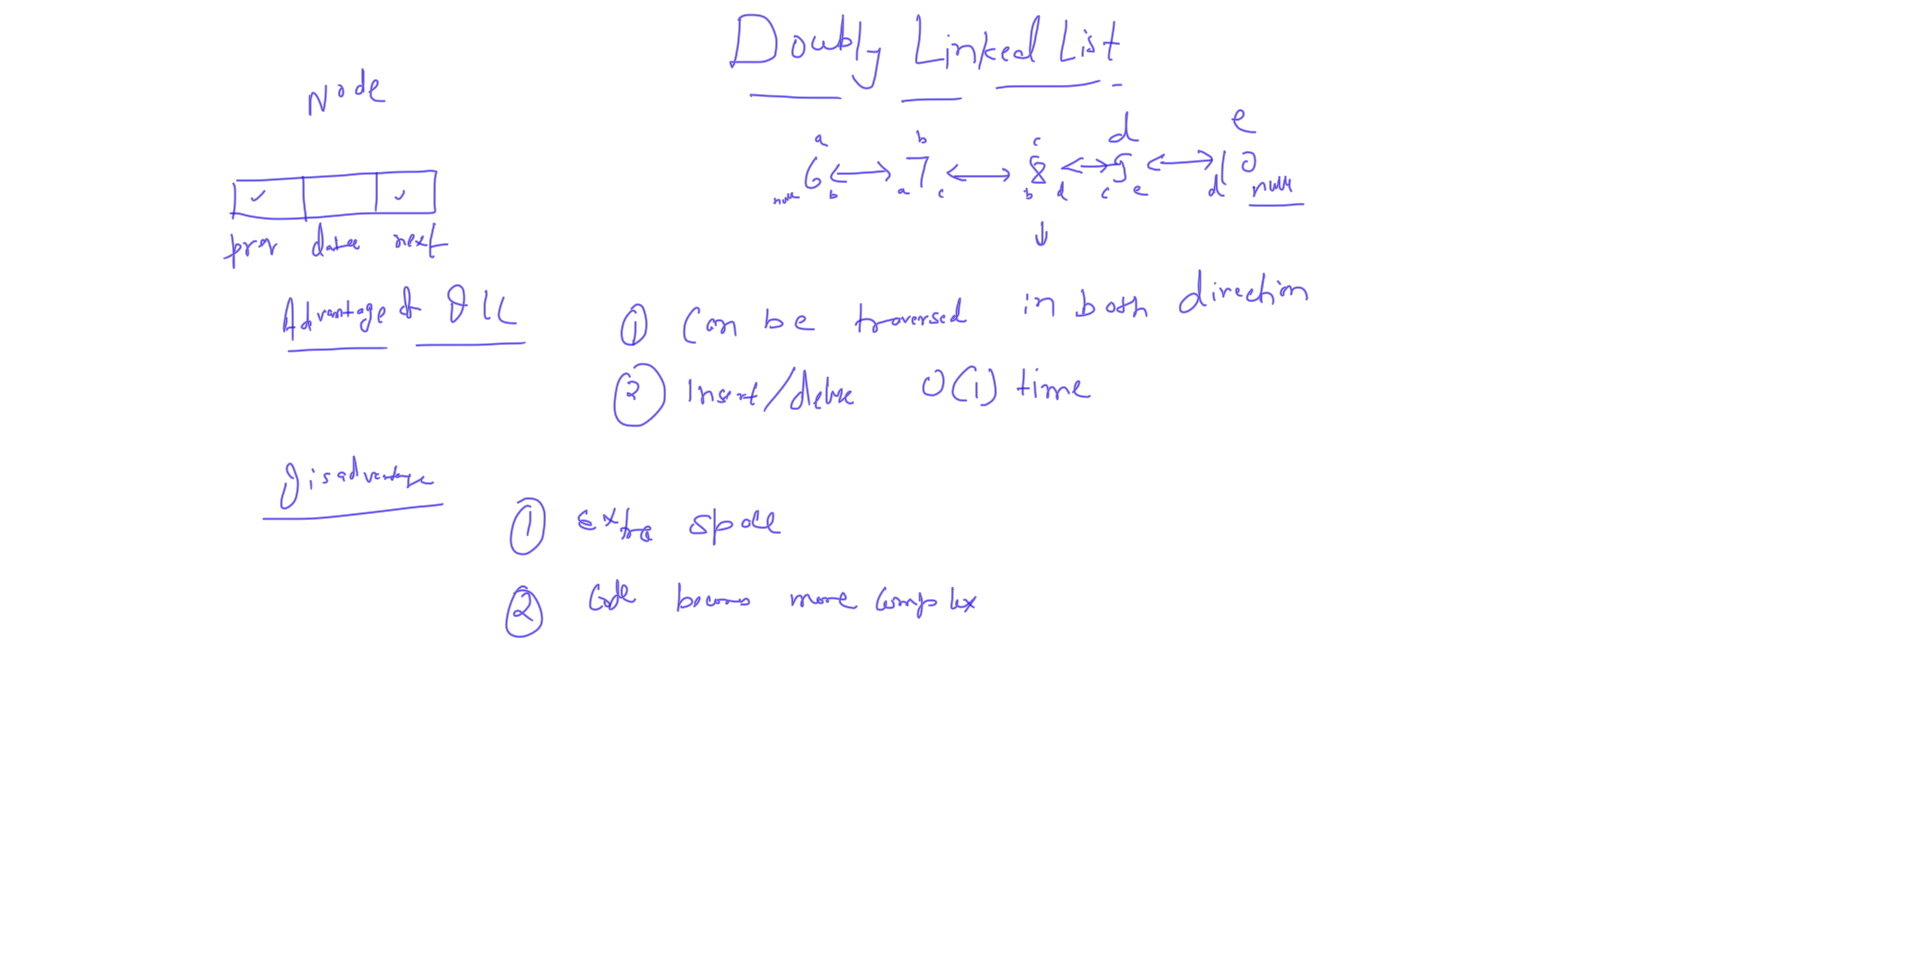 Doubly Linked List
Node
a b c d e
6 7 8 5 10
null b a c b d c e d null
prev data next
Advantage of DLL
① Can be traversed in both direction
② Insert/delete O(1) time
Disadvantage
① extra space
② Code becomes more complex